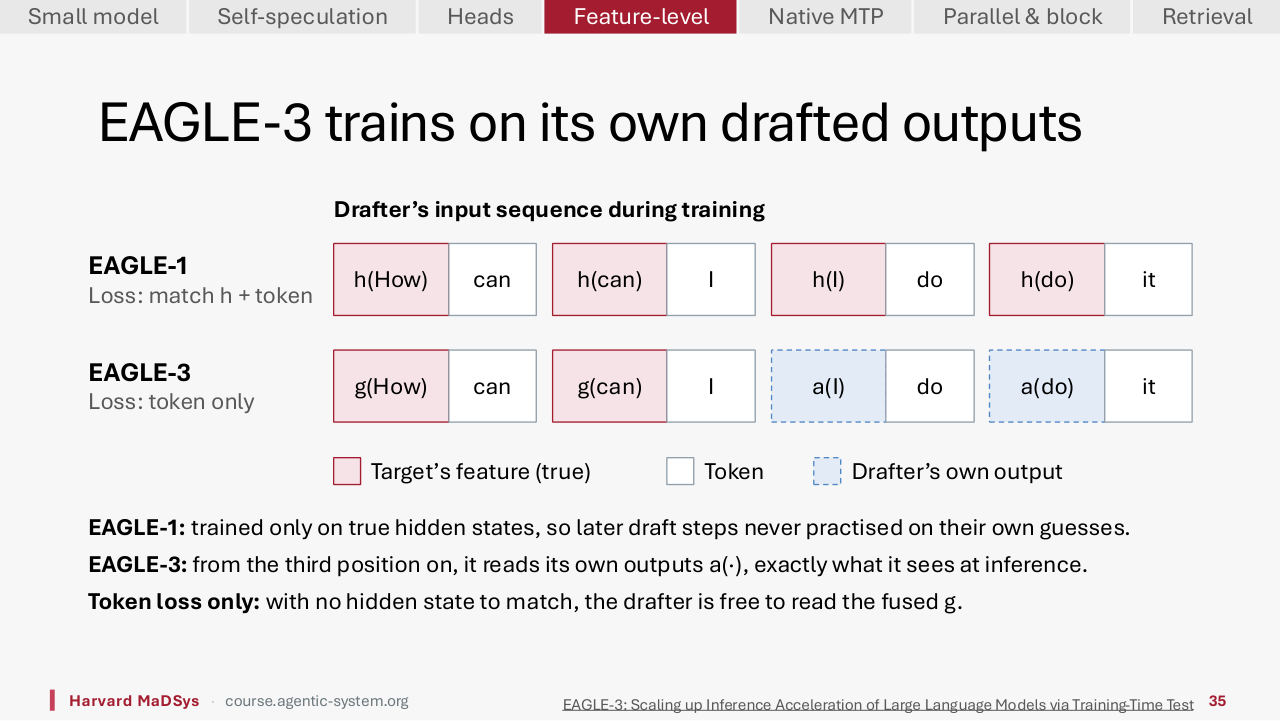 Small model
Self-speculation
Heads
Feature-level
Native MTP
Parallel & block
Retrieval
EAGLE-3 trains on its own drafted outputs
Drafter’s input sequence during training
EAGLE-1
Loss: match h + token
h(How) can h(can) I h(I) do h(do) it
EAGLE-3
Loss: token only
g(How) can g(can) I a(I) do a(do) it
Target’s feature (true) Token Drafter’s own output
EAGLE-1: trained only on true hidden states, so later draft steps never practised on their own guesses.
EAGLE-3: from the third position on, it reads its own outputs a(·), exactly what it sees at inference.
Token loss only: with no hidden state to match, the drafter is free to read the fused g.
Harvard MaDSys · course.agentic-system.org
EAGLE-3: Scaling up Inference Acceleration of Large Language Models via Training-Time Test 35